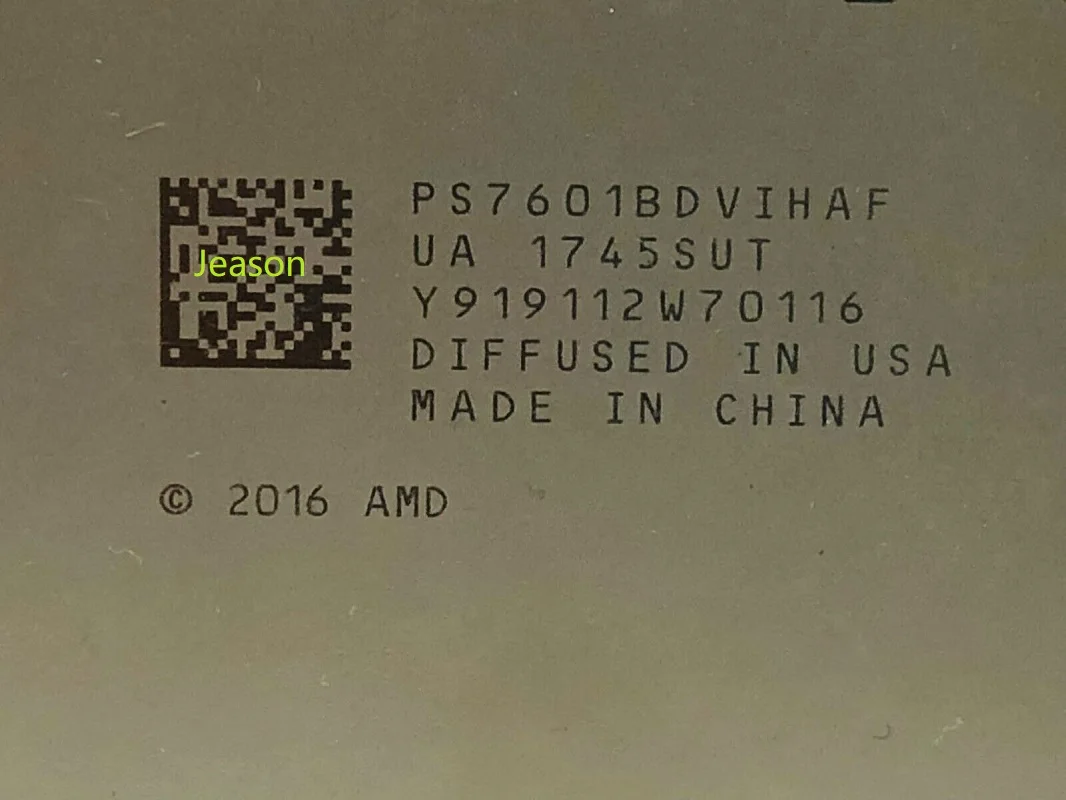 PS7601BDVIHAF
UA 1745SUT
Y919112W70116
DIFFUSED IN USA
MADE IN CHINA
Jeason
© 2016 AMD